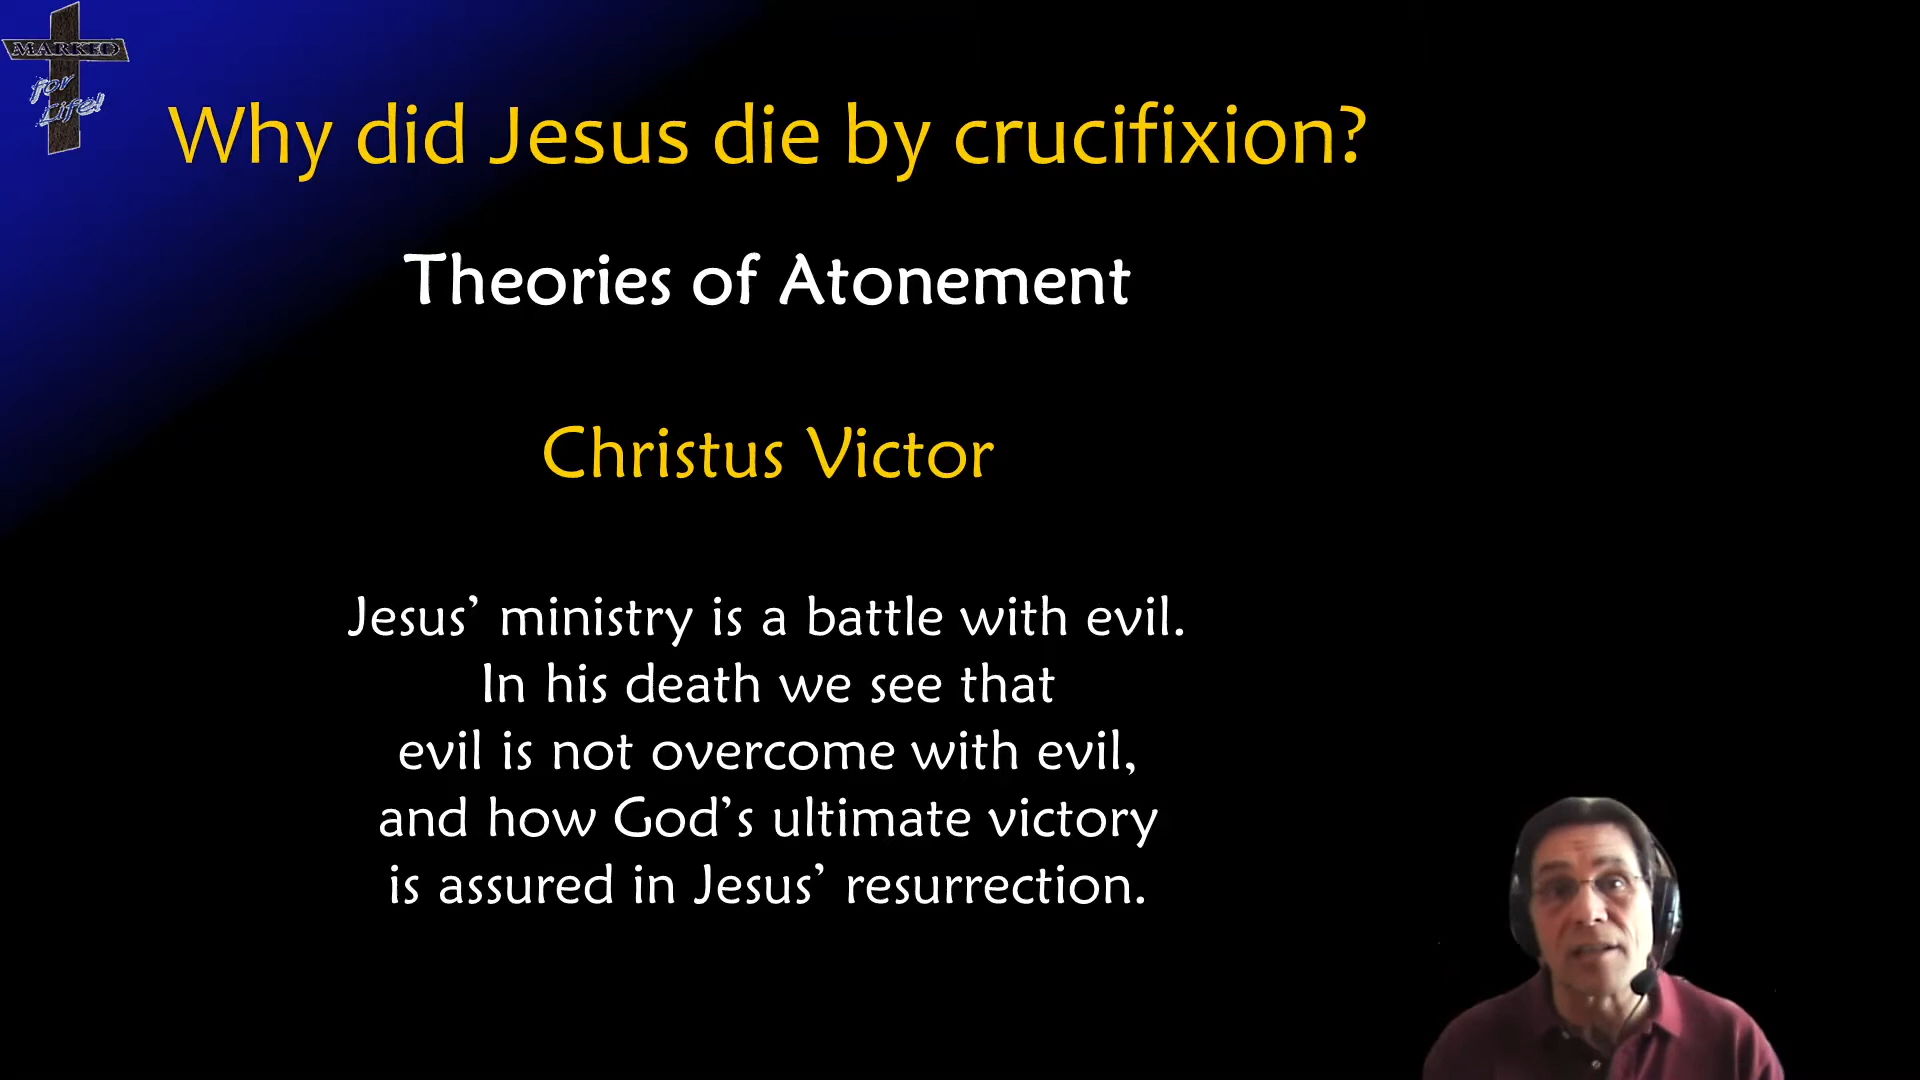 MARKED
for
Life!
Why did Jesus die by crucifixion?
Theories of Atonement
Christus Victor
Jesus’ ministry is a battle with evil.
In his death we see that
evil is not overcome with evil,
and how God’s ultimate victory
is assured in Jesus’ resurrection.